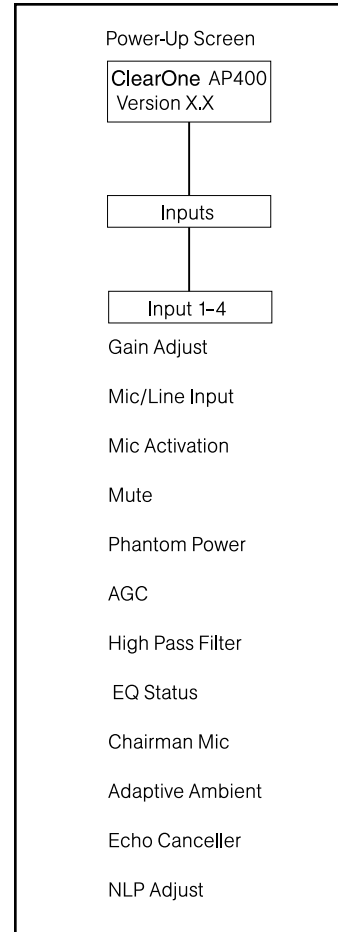 Power-Up Screen
ClearOne AP400
Version X.X
Inputs
Input 1–4
Gain Adjust
Mic/Line Input
Mic Activation
Mute
Phantom Power
AGC
High Pass Filter
EQ Status
Chairman Mic
Adaptive Ambient
Echo Canceller
NLP Adjust